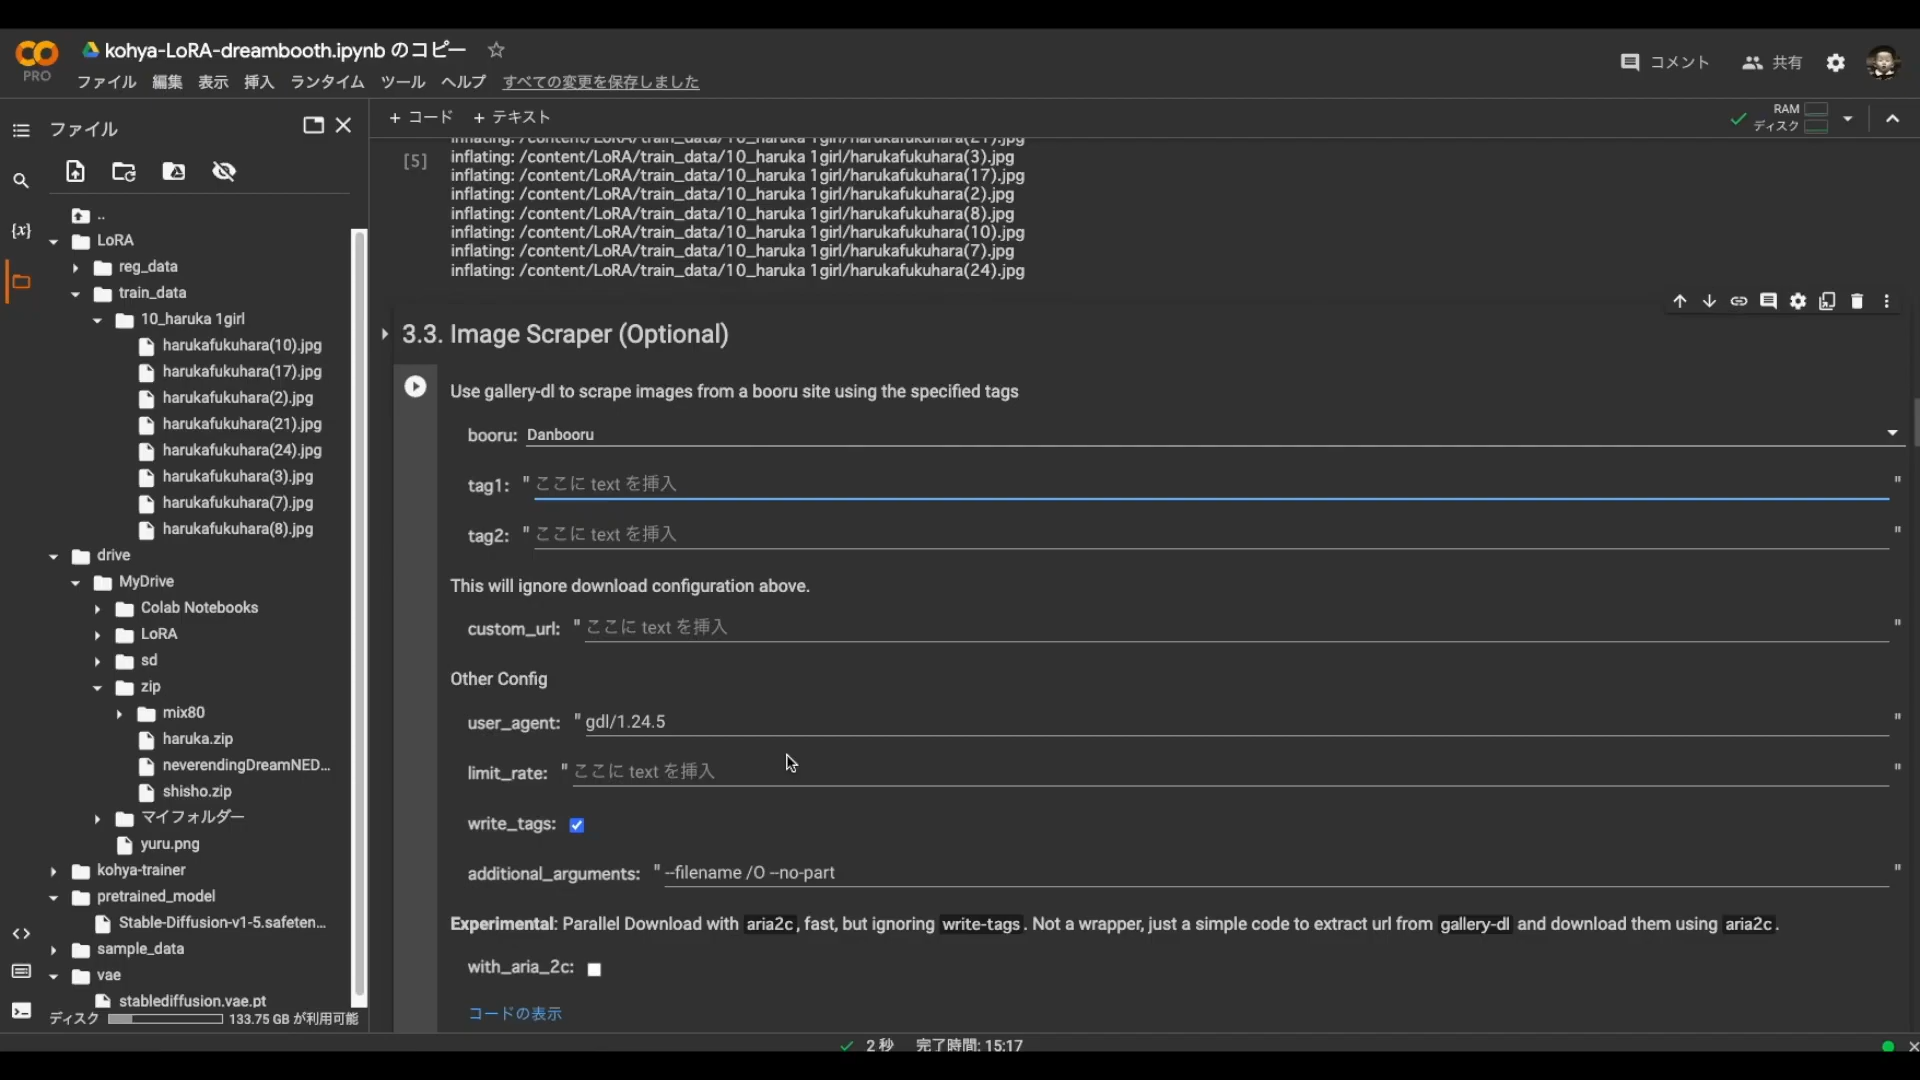 PRO
kohya-LoRA-dreambooth.ipynb のコピー
ファイル 編集 表示 挿入 ランタイム ツール ヘルプ すべての変更を保存しました
コメント 共有
ファイル
+ コード + テキスト
RAM
ディスク
{x}
..
LoRA
reg_data
train_data
10_haruka 1girl
harukafukuhara(10).jpg
harukafukuhara(17).jpg
harukafukuhara(2).jpg
harukafukuhara(21).jpg
harukafukuhara(24).jpg
harukafukuhara(3).jpg
harukafukuhara(7).jpg
harukafukuhara(8).jpg
drive
MyDrive
Colab Notebooks
LoRA
sd
zip
mix80
haruka.zip
neverendingDreamNED...
shisho.zip
マイフォルダー
yuru.png
kohya-trainer
pretrained_model
Stable-Diffusion-v1-5.safeten...
sample_data
vae
stablediffusion.vae.pt
ディスク 133.75 GB が利用可能
[5]
inflating: /content/LoRA/train_data/10_haruka 1girl/harukafukuhara(21).jpg
inflating: /content/LoRA/train_data/10_haruka 1girl/harukafukuhara(3).jpg
inflating: /content/LoRA/train_data/10_haruka 1girl/harukafukuhara(17).jpg
inflating: /content/LoRA/train_data/10_haruka 1girl/harukafukuhara(2).jpg
inflating: /content/LoRA/train_data/10_haruka 1girl/harukafukuhara(8).jpg
inflating: /content/LoRA/train_data/10_haruka 1girl/harukafukuhara(10).jpg
inflating: /content/LoRA/train_data/10_haruka 1girl/harukafukuhara(7).jpg
inflating: /content/LoRA/train_data/10_haruka 1girl/harukafukuhara(24).jpg
3.3. Image Scraper (Optional)
Use gallery-dl to scrape images from a booru site using the specified tags
booru: Danbooru
tag1: " ここに text を挿入 "
tag2: " ここに text を挿入 "
This will ignore download configuration above.
custom_url: " ここに text を挿入 "
Other Config
user_agent: " gdl/1.24.5 "
limit_rate: " ここに text を挿入 "
write_tags:
additional_arguments: " --filename /O --no-part "
Experimental: Parallel Download with aria2c, fast, but ignoring write-tags. Not a wrapper, just a simple code to extract url from gallery-dl and download them using aria2c.
with_aria_2c:
コードの表示
2 秒 完了時間: 15:17